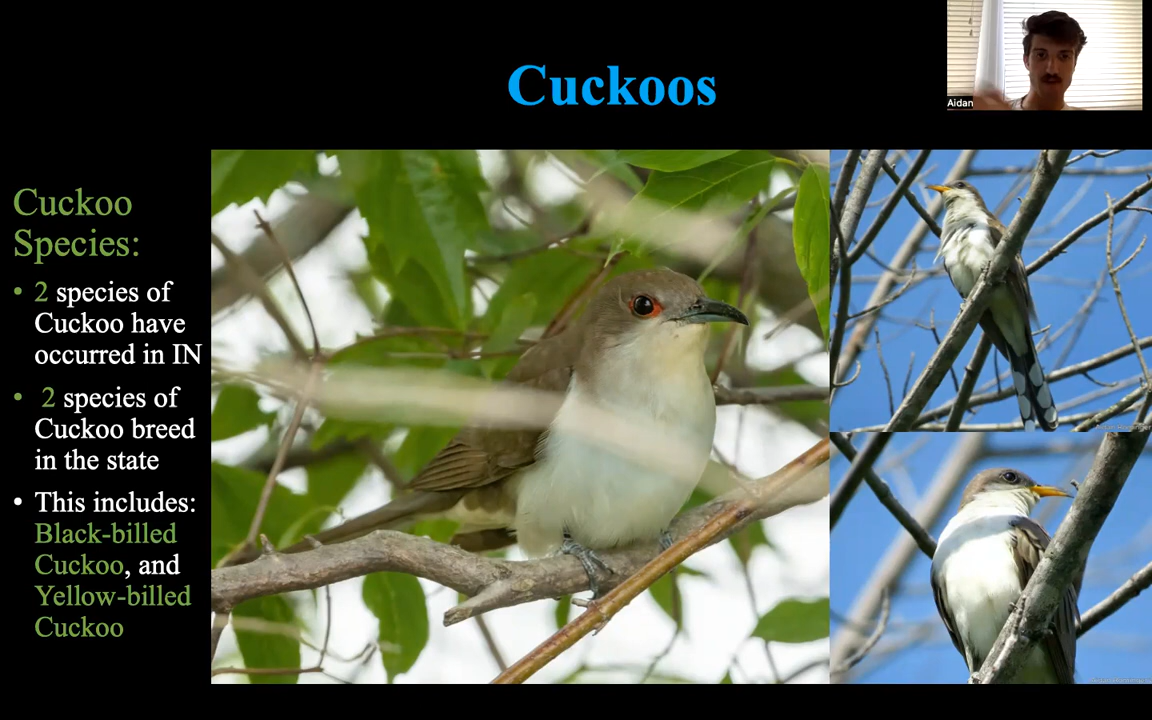 Cuckoos
Aidan
Cuckoo
Species:
• 2 species of
Cuckoo have
occurred in IN
• 2 species of
Cuckoo breed
in the state
• This includes:
Black-billed
Cuckoo, and
Yellow-billed
Cuckoo